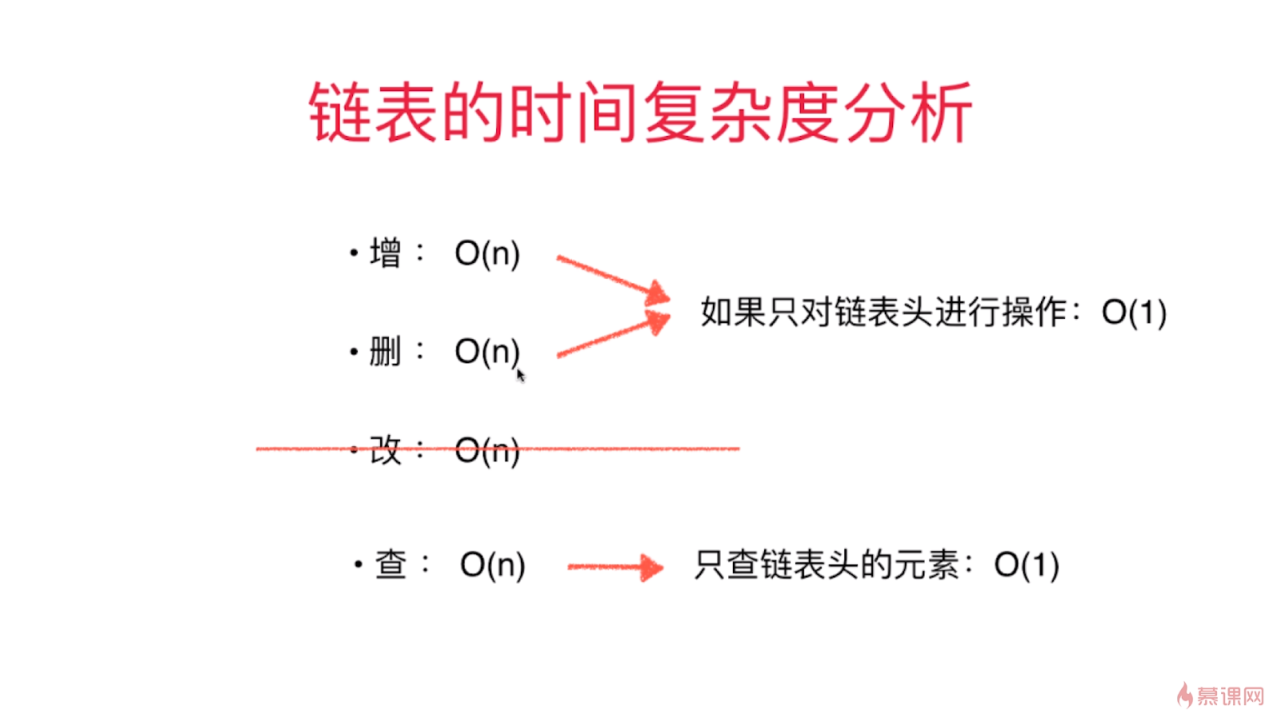 链表的时间复杂度分析
• 增： O(n)
如果只对链表头进行操作：O(1)
• 删： O(n)
• 改： O(n)
• 查： O(n)
只查链表头的元素：O(1)
慕课网